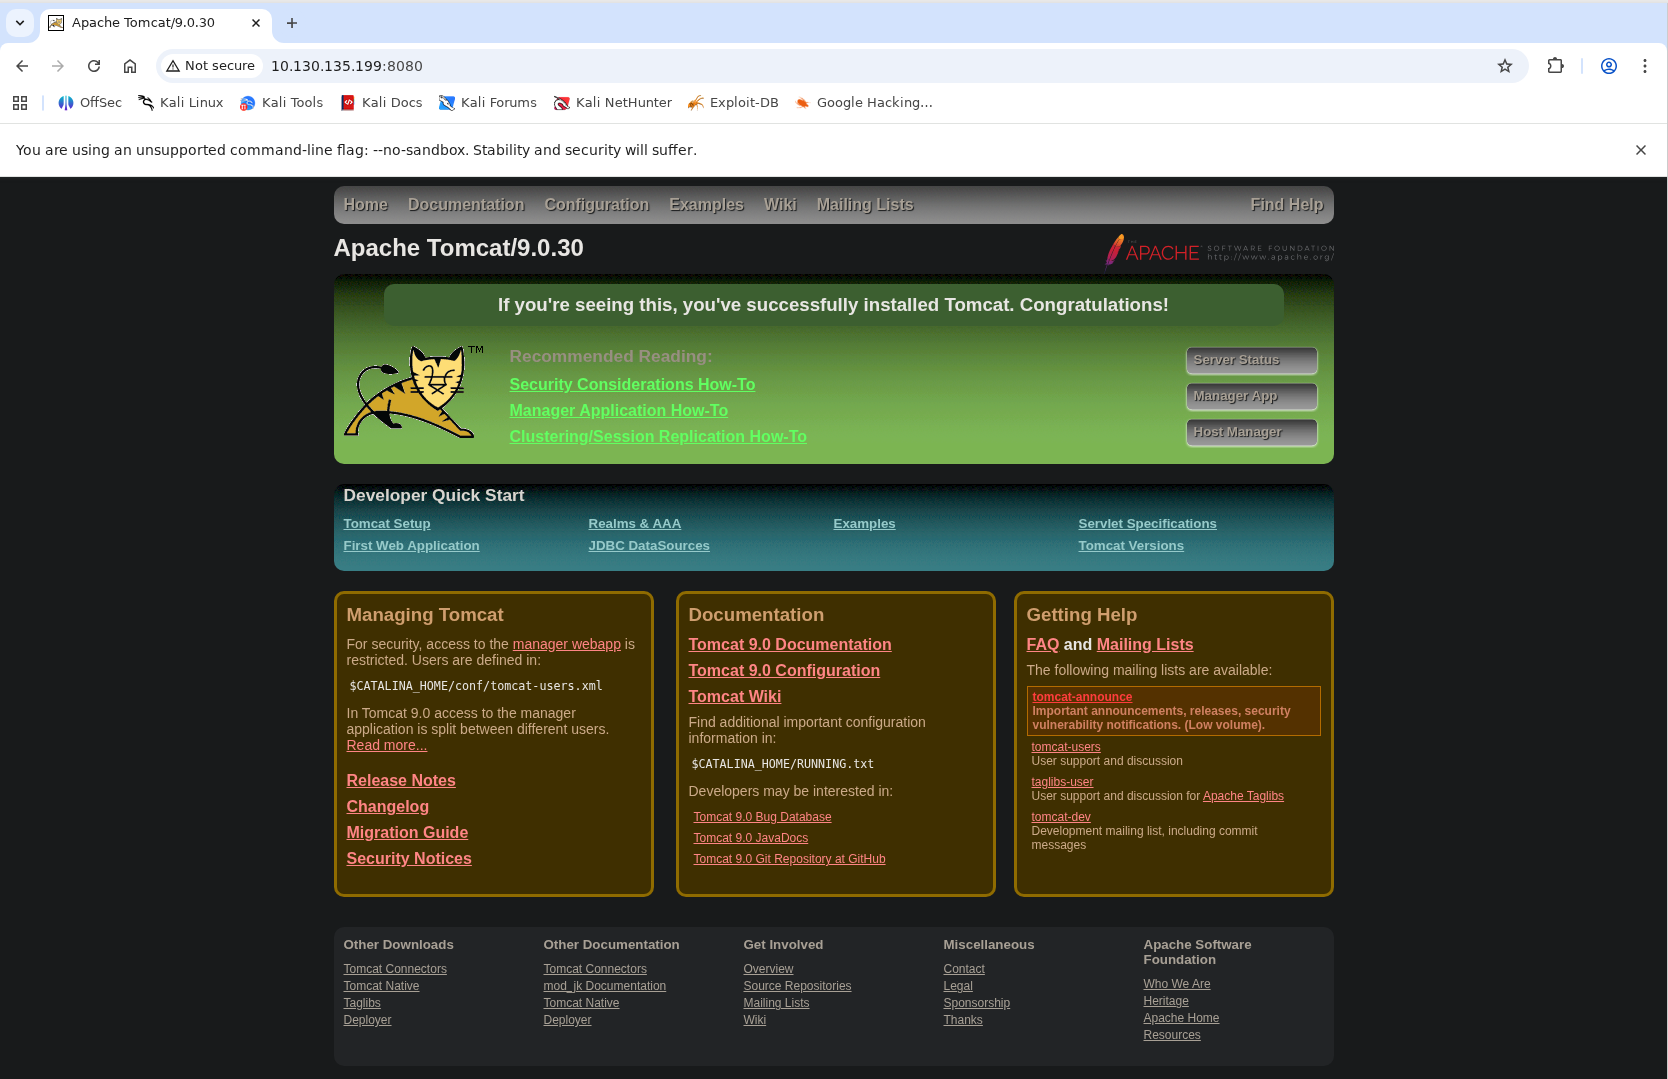 Apache Tomcat/9.0.30
Not secure 10.130.135.199:8080
OffSec Kali Linux Kali Tools Kali Docs Kali Forums Kali NetHunter Exploit-DB Google Hacking…
You are using an unsupported command-line flag: --no-sandbox. Stability and security will suffer.
Home Documentation Configuration Examples Wiki Mailing Lists Find Help
Apache Tomcat/9.0.30
THE APACHE SOFTWARE FOUNDATION
http://www.apache.org/
If you're seeing this, you've successfully installed Tomcat. Congratulations!
TM
Recommended Reading:
Security Considerations How-To
Manager Application How-To
Clustering/Session Replication How-To
Server Status
Manager App
Host Manager
Developer Quick Start
Tomcat Setup
First Web Application
Realms & AAA
JDBC DataSources
Examples
Servlet Specifications
Tomcat Versions
Managing Tomcat
For security, access to the manager webapp is
restricted. Users are defined in:
$CATALINA_HOME/conf/tomcat-users.xml
In Tomcat 9.0 access to the manager
application is split between different users.
Read more...
Release Notes
Changelog
Migration Guide
Security Notices
Documentation
Tomcat 9.0 Documentation
Tomcat 9.0 Configuration
Tomcat Wiki
Find additional important configuration
information in:
$CATALINA_HOME/RUNNING.txt
Developers may be interested in:
Tomcat 9.0 Bug Database
Tomcat 9.0 JavaDocs
Tomcat 9.0 Git Repository at GitHub
Getting Help
FAQ and Mailing Lists
The following mailing lists are available:
tomcat-announce
Important announcements, releases, security
vulnerability notifications. (Low volume).
tomcat-users
User support and discussion
taglibs-user
User support and discussion for Apache Taglibs
tomcat-dev
Development mailing list, including commit
messages
Other Downloads
Tomcat Connectors
Tomcat Native
Taglibs
Deployer
Other Documentation
Tomcat Connectors
mod_jk Documentation
Tomcat Native
Deployer
Get Involved
Overview
Source Repositories
Mailing Lists
Wiki
Miscellaneous
Contact
Legal
Sponsorship
Thanks
Apache Software
Foundation
Who We Are
Heritage
Apache Home
Resources